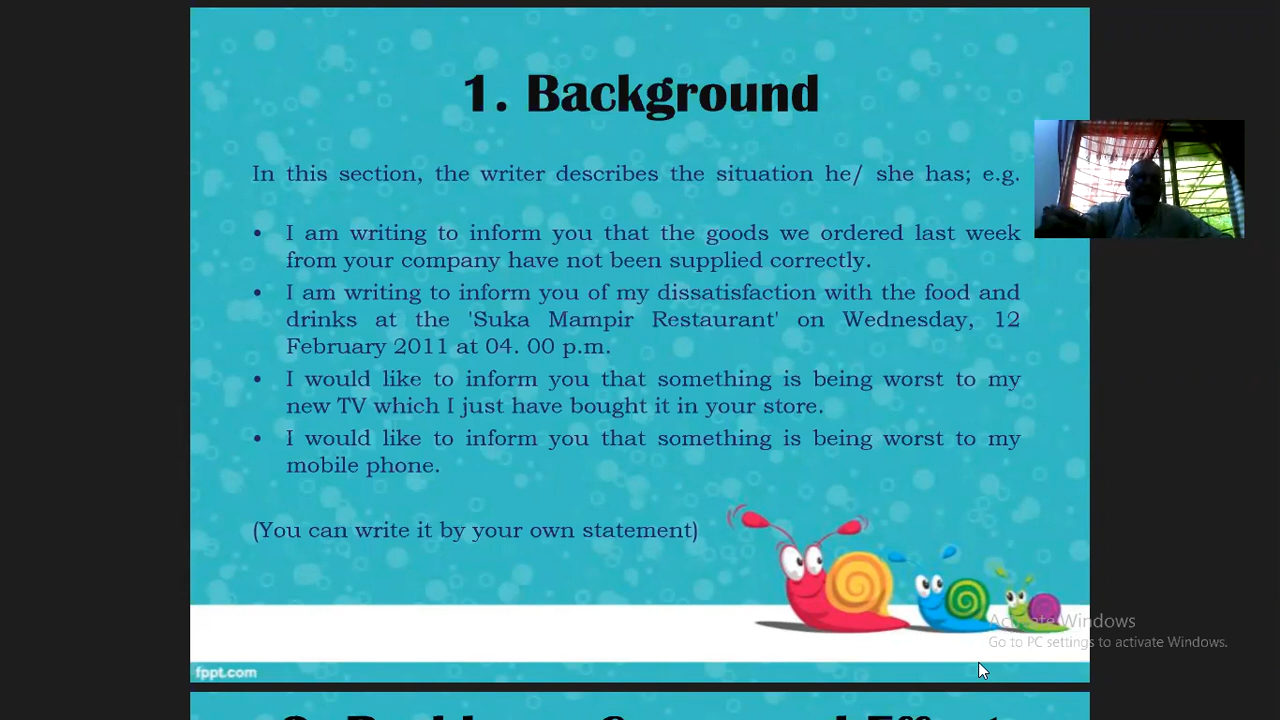 1. Background
In this section, the writer describes the situation he/ she has; e.g.
• I am writing to inform you that the goods we ordered last week
from your company have not been supplied correctly.
• I am writing to inform you of my dissatisfaction with the food and
drinks at the 'Suka Mampir Restaurant' on Wednesday, 12
February 2011 at 04. 00 p.m.
• I would like to inform you that something is being worst to my
new TV which I just have bought it in your store.
• I would like to inform you that something is being worst to my
mobile phone.
(You can write it by your own statement)
Activate Windows
Go to PC settings to activate Windows.
fppt.com